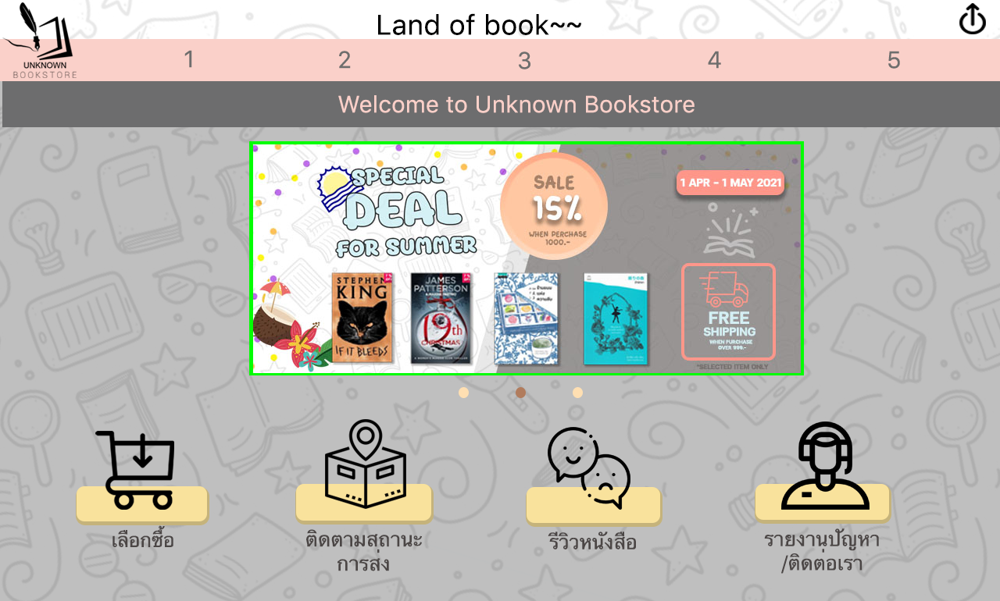 Land of book~~
UNKNOWN
BOOKSTORE
1 2 3 4 5
Welcome to Unknown Bookstore
SPECIAL
DEAL
FOR SUMMER
SALE
15%
WHEN PERCHASE
1000.-
1 APR - 1 MAY 2021
STEPHEN
KING
IF IT BLEEDS
JAMES
PATTERSON
19th
CHRISTMAS
FREE
SHIPPING
WHEN PURCHASE
OVER 999.-
*SELECTED ITEM ONLY
เลือกซื้อ
ติดตามสถานะ
การส่ง
รีวิวหนังสือ
รายงานปัญหา
/ติดต่อเรา